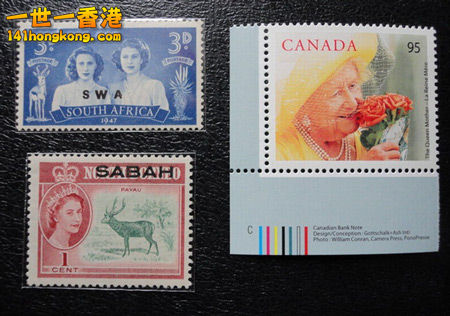 一世一香港
141hongkong.com
3D 3D
SWA
SOUTH AFRICA
1947
SABAH
PAYAU
1
CENT
CANADA 95
The Queen Mother - La Reine Mère
C
Canadian Bank Note
Design/Conception : Gottschalk+Ash Int'l
Photo : William Conran, Camera Press, PonoPresse